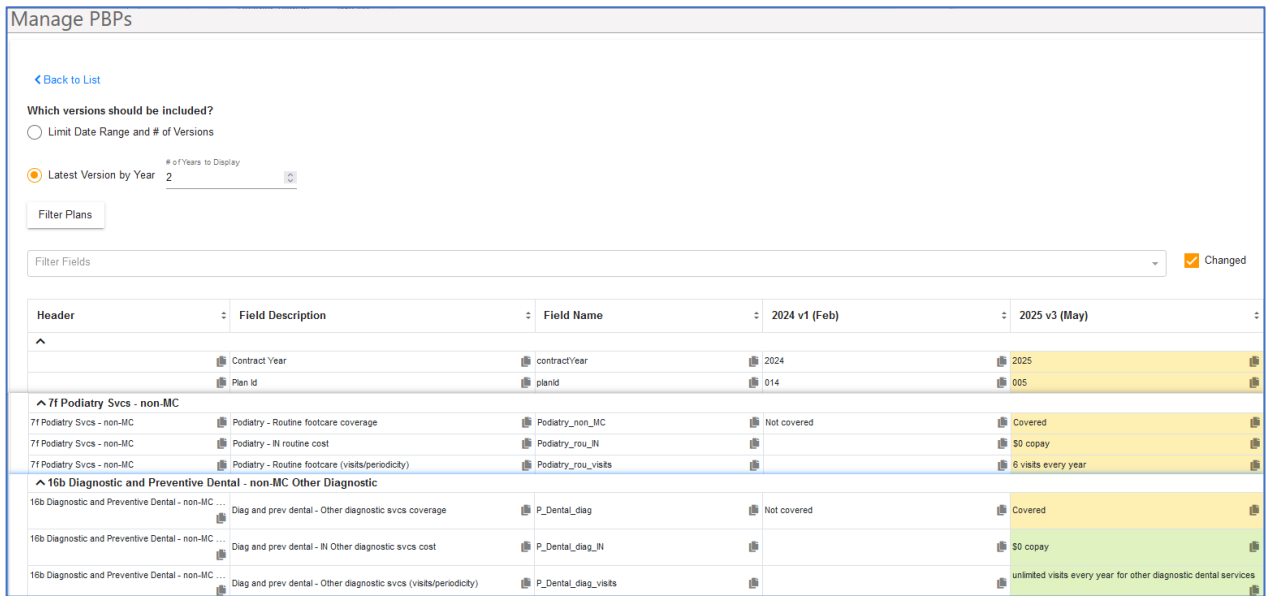 Manage PBPs
Back to List
Which versions should be included?
Limit Date Range and # of Versions
# of Years to Display
Latest Version by Year 2
Filter Plans
Filter Fields
Changed
Header Field Description Field Name 2024 v1 (Feb) 2025 v3 (May)
Contract Year contractYear 2024 2025
Plan Id planId 014 005
7f Podiatry Svcs - non-MC
7f Podiatry Svcs - non-MC Podiatry - Routine footcare coverage Podiatry_non_MC Not covered Covered
7f Podiatry Svcs - non-MC Podiatry - IN routine cost Podiatry_rou_IN $0 copay
7f Podiatry Svcs - non-MC Podiatry - Routine footcare (visits/periodicity) Podiatry_rou_visits 6 visits every year
16b Diagnostic and Preventive Dental - non-MC Other Diagnostic
16b Diagnostic and Preventive Dental - non-MC ... Diag and prev dental - Other diagnostic svcs coverage P_Dental_diag Not covered Covered
16b Diagnostic and Preventive Dental - non-MC ... Diag and prev dental - IN Other diagnostic svcs cost P_Dental_diag_IN $0 copay
16b Diagnostic and Preventive Dental - non-MC ... Diag and prev dental - Other diagnostic svcs (visits/periodicity) P_Dental_diag_visits unlimited visits every year for other diagnostic dental services